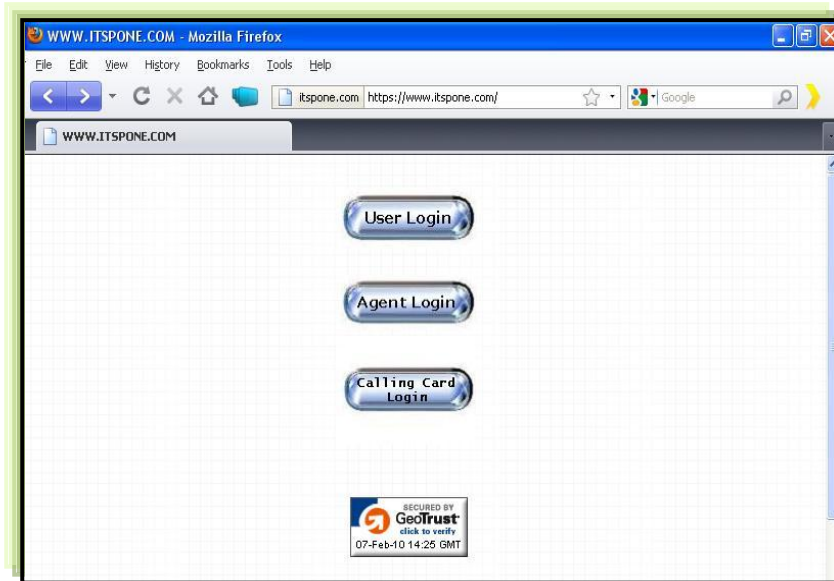 WWW.ITSPONE.COM - Mozilla Firefox
File Edit View History Bookmarks Tools Help
itspone.com https://www.itspone.com/ Google
WWW.ITSPONE.COM
User Login
Agent Login
Calling Card
Login
SECURED BY
GeoTrust
click to verify
07-Feb-10 14:25 GMT